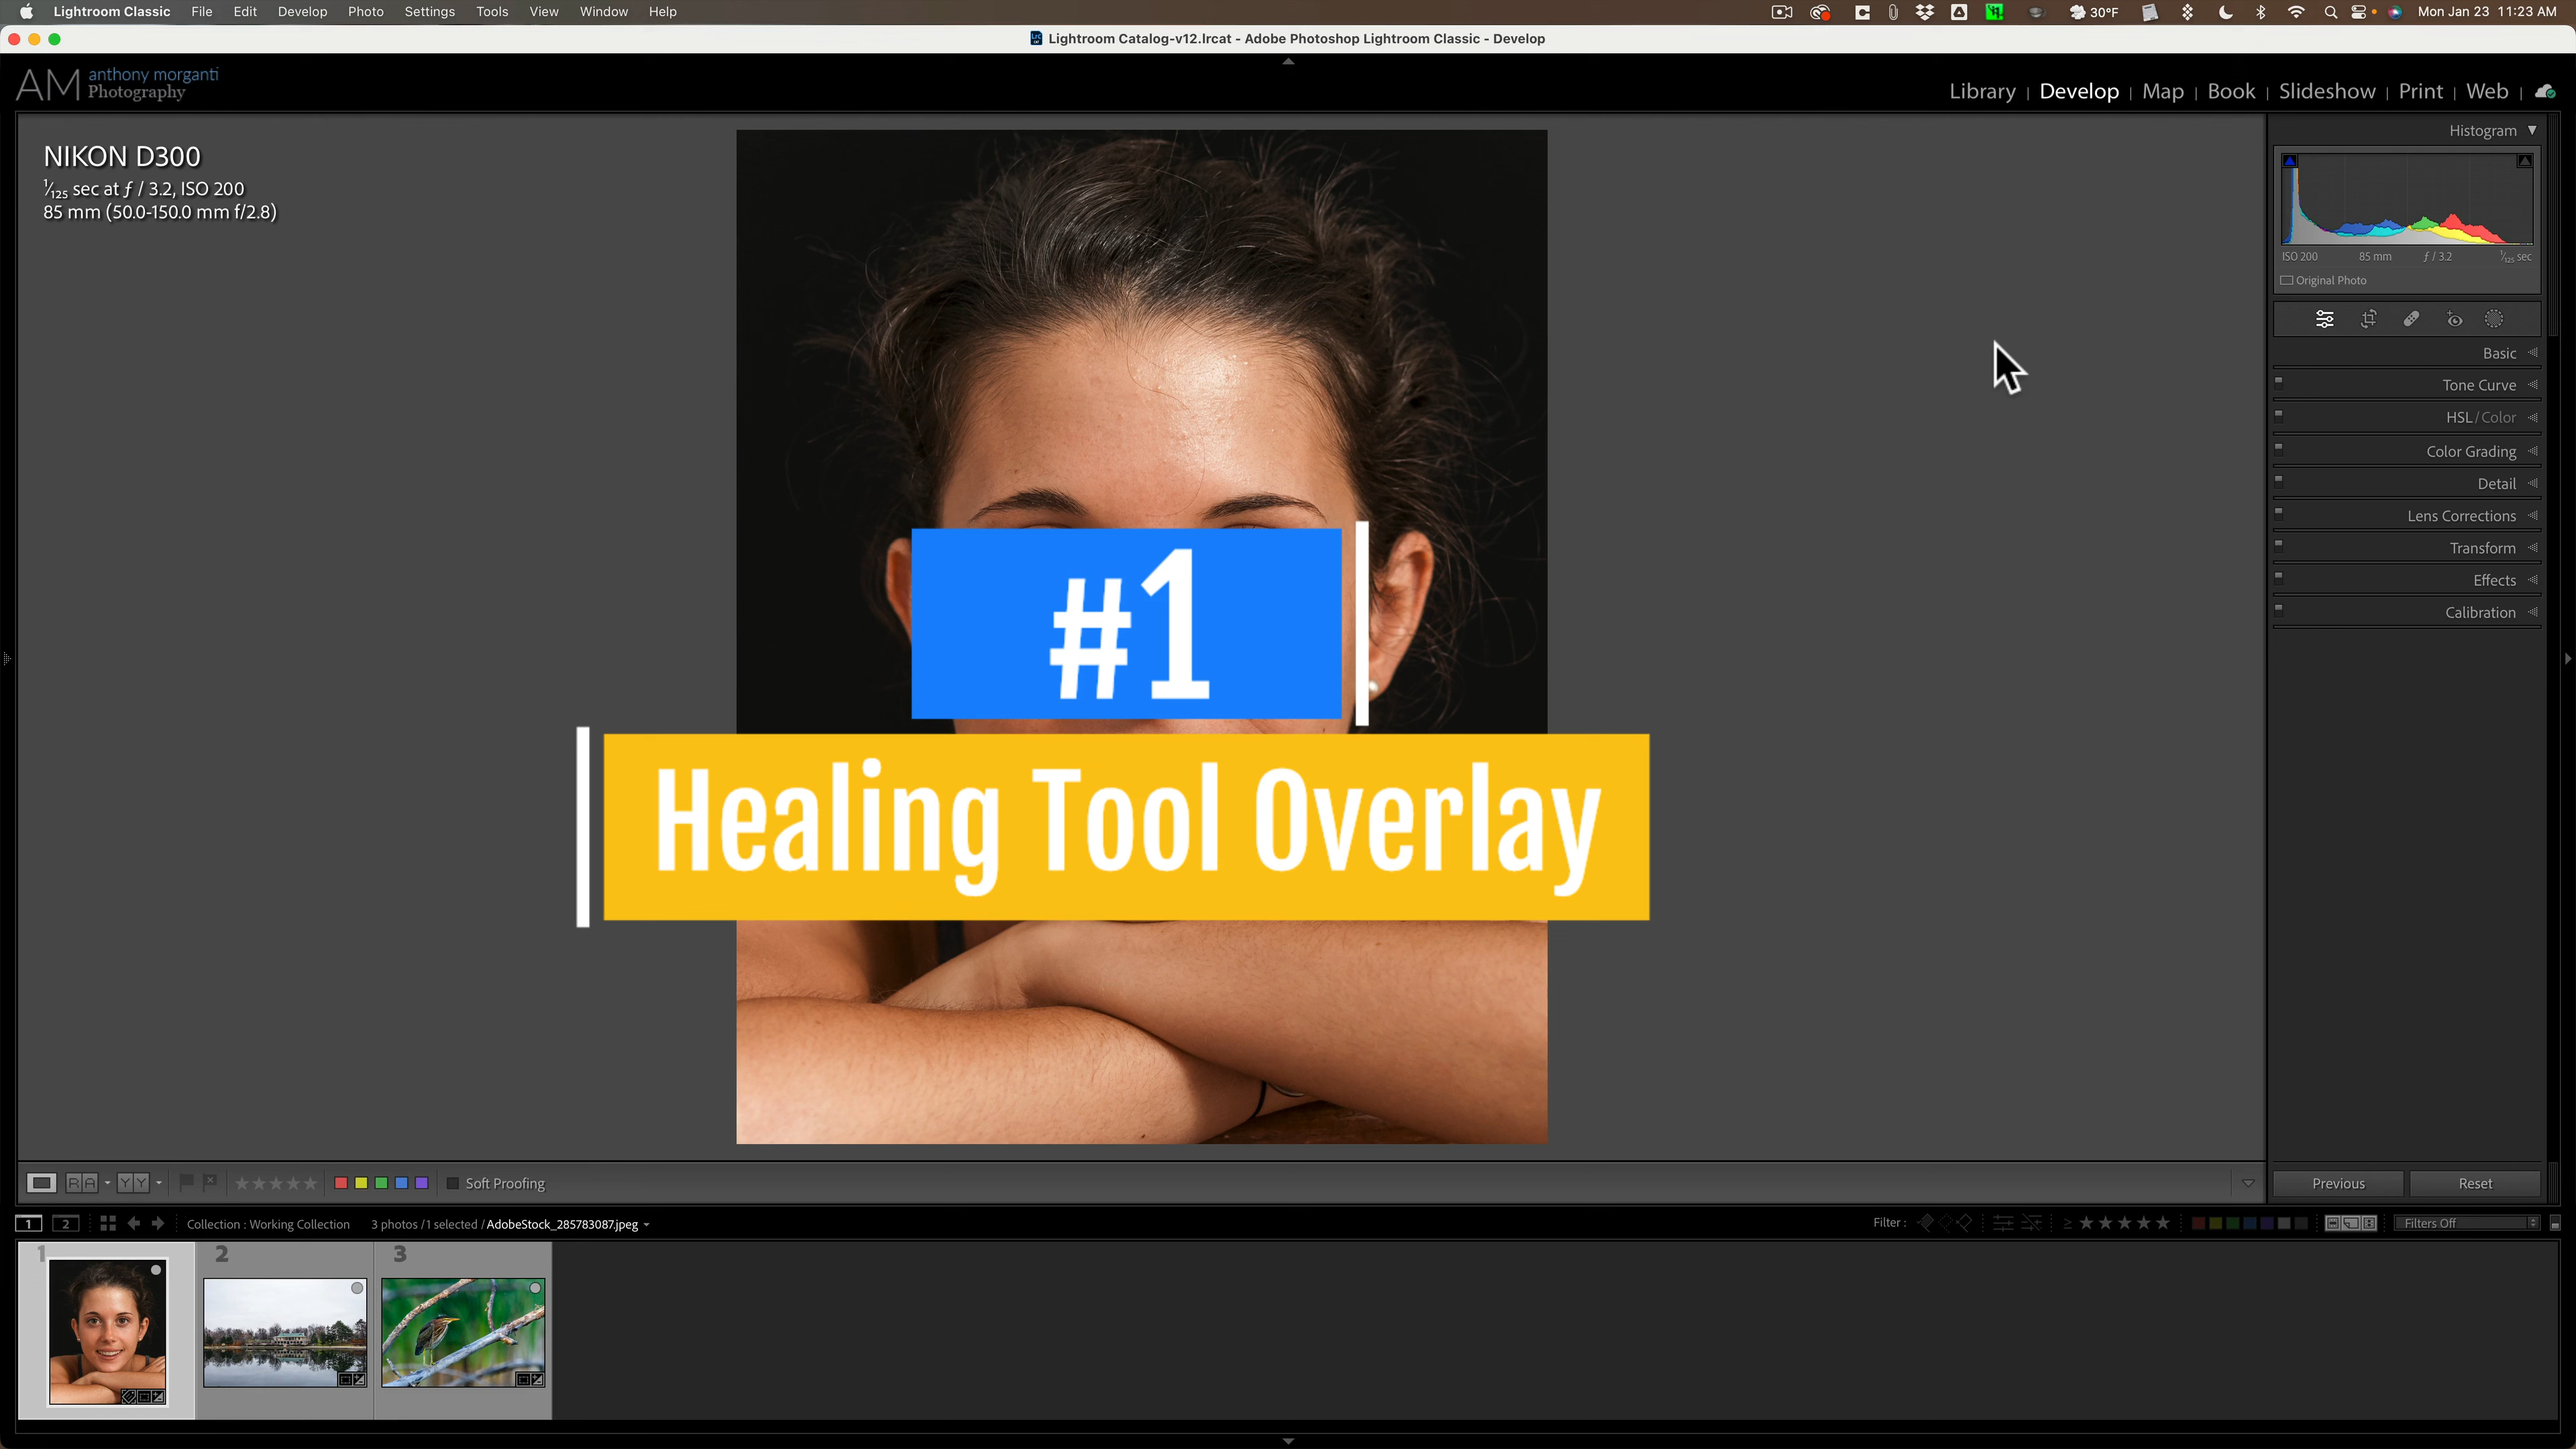 Lightroom Classic File Edit Develop Photo Settings Tools View Window Help 30°F Mon Jan 23 11:23 AM
Lightroom Catalog-v12.lrcat - Adobe Photoshop Lightroom Classic - Develop
AM anthony morganti
Photography
Library | Develop | Map | Book | Slideshow | Print | Web |
NIKON D300
1/125 sec at ƒ / 3.2, ISO 200
85 mm (50.0-150.0 mm f/2.8)
Histogram
ISO 200 85 mm ƒ / 3.2 1/125 sec
Original Photo
Basic
Tone Curve
HSL / Color
Color Grading
Detail
Lens Corrections
Transform
Effects
Calibration
#1
Healing Tool Overlay
R A Y Y Soft Proofing
Previous Reset
1 2 Collection : Working Collection 3 photos / 1 selected / AdobeStock_285783087.jpeg Filter : ≥ Filters Off
1 2 3